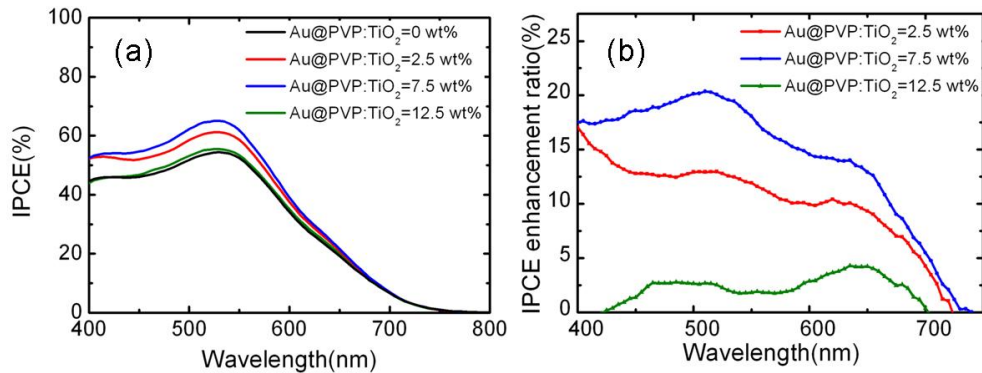 (a)
Au@PVP:TiO₂=0 wt%
Au@PVP:TiO₂=2.5 wt%
Au@PVP:TiO₂=7.5 wt%
Au@PVP:TiO₂=12.5 wt%
IPCE(%)
100
80
60
40
20
0
400 500 600 700 800
Wavelength(nm)
(b)
Au@PVP:TiO₂=2.5 wt%
Au@PVP:TiO₂=7.5 wt%
Au@PVP:TiO₂=12.5 wt%
IPCE enhancement ratio(%)
25
20
15
10
5
0
400 500 600 700
Wavelength(nm)